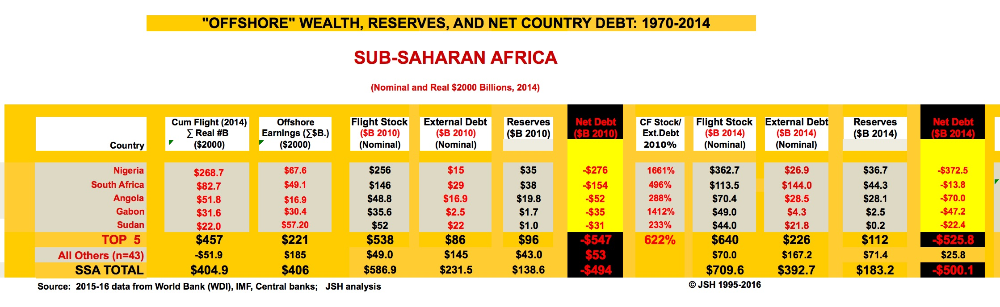 "OFFSHORE" WEALTH, RESERVES, AND NET COUNTRY DEBT: 1970-2014
SUB-SAHARAN AFRICA
(Nominal and Real $2000 Billions, 2014)
Country Cum Flight (2014) ∑ Real #B ($2000) Offshore Earnings (∑$B.) ($2000) Flight Stock ($B 2010) (Nominal) External Debt ($B 2010) (Nominal) Reserves ($B 2010) Net Debt ($B 2010) CF Stock/ Ext.Debt 2010% Flight Stock ($B 2014) (Nominal) External Debt ($B 2014) (Nominal) Reserves ($B 2014) Net Debt ($B 2014)
Nigeria $268.7 $67.6 $256 $15 $35 -$276 1661% $362.7 $26.9 $36.7 -$372.5
South Africa $82.7 $49.1 $146 $29 $38 -$154 496% $113.5 $144.0 $44.3 -$13.8
Angola $51.8 $16.9 $48.8 $16.9 $19.8 -$52 288% $70.4 $28.5 $28.1 -$70.0
Gabon $31.6 $30.4 $35.6 $2.5 $1.7 -$35 1412% $49.0 $4.3 $2.5 -$47.2
Sudan $22.0 $57.20 $52 $22 $1.0 -$31 233% $44.0 $21.8 $0.2 -$22.4
TOP 5 $457 $221 $538 $86 $96 -$547 622% $640 $226 $112 -$525.8
All Others (n=43) -$51.9 $185 $49.0 $145 $43.0 $53 $70.0 $167.2 $71.4 $25.8
SSA TOTAL $404.9 $406 $586.9 $231.5 $138.6 -$494 $709.6 $392.7 $183.2 -$500.1
Source: 2015-16 data from World Bank (WDI), IMF, Central banks; JSH analysis
© JSH 1995-2016